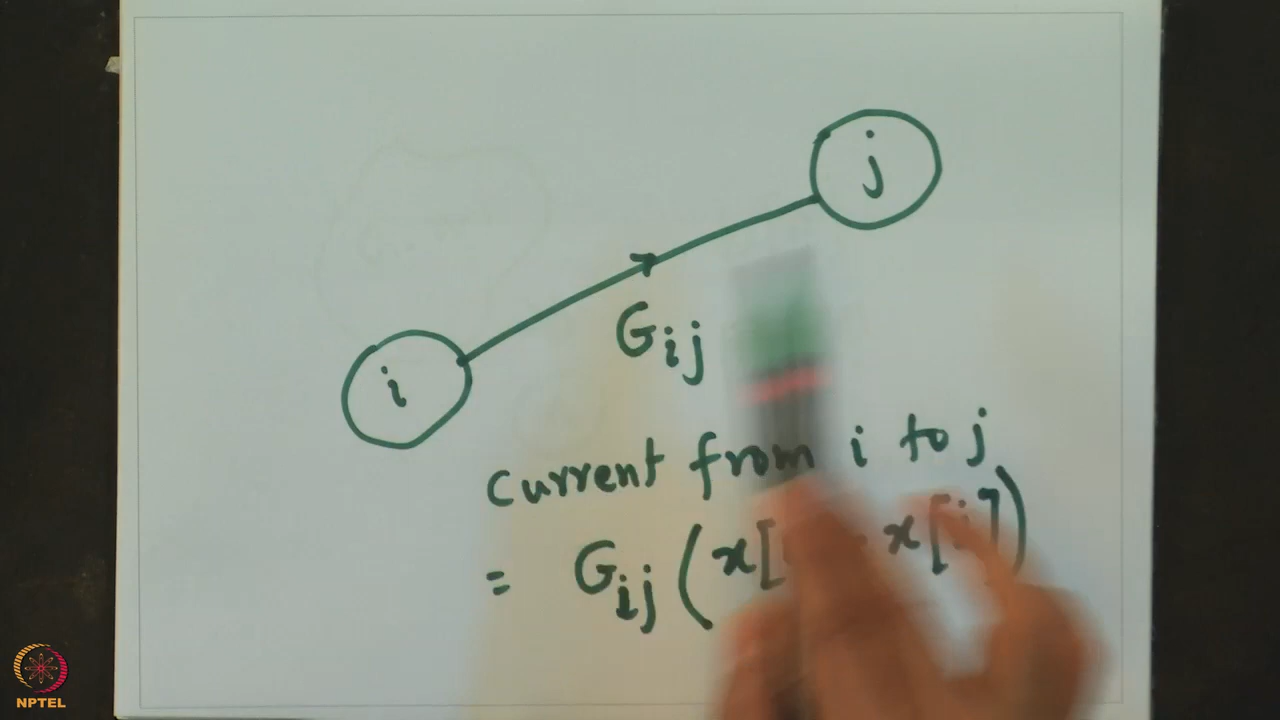 j
i
Gij
Current from i to j
= Gij (x[ x[j])
NPTEL